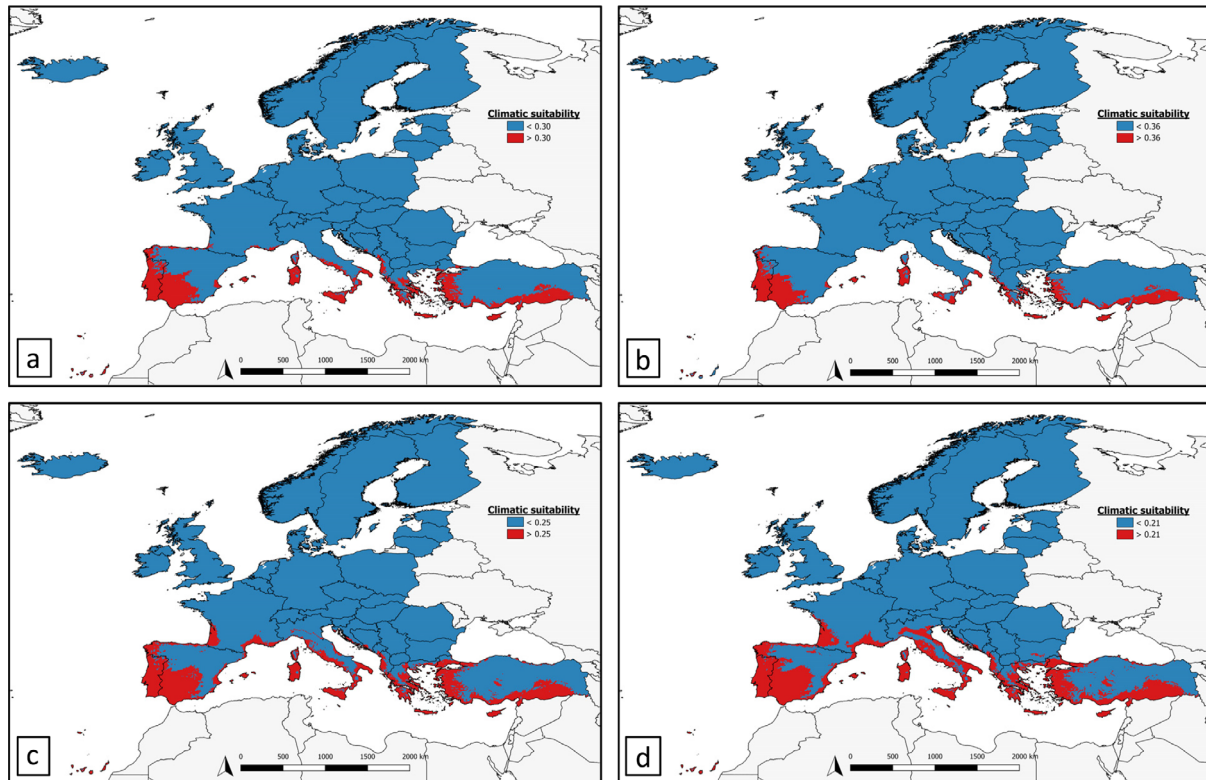 Climatic suitability
< 0.30
> 0.30
0 500 1000 1500 2000 km
a
Climatic suitability
< 0.36
> 0.36
0 500 1000 1500 2000 km
b
Climatic suitability
< 0.25
> 0.25
0 500 1000 1500 2000 km
c
Climatic suitability
< 0.21
> 0.21
0 500 1000 1500 2000 km
d